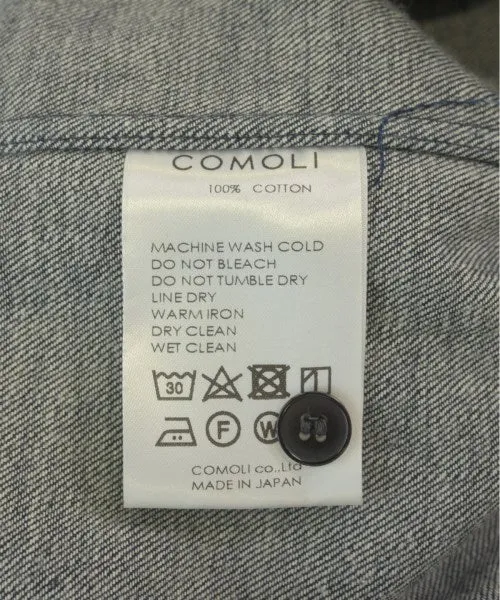 COMOLI
100% COTTON
MACHINE WASH COLD
DO NOT BLEACH
DO NOT TUMBLE DRY
LINE DRY
WARM IRON
DRY CLEAN
WET CLEAN
30
F W
COMOLI co.,Ltd
MADE IN JAPAN